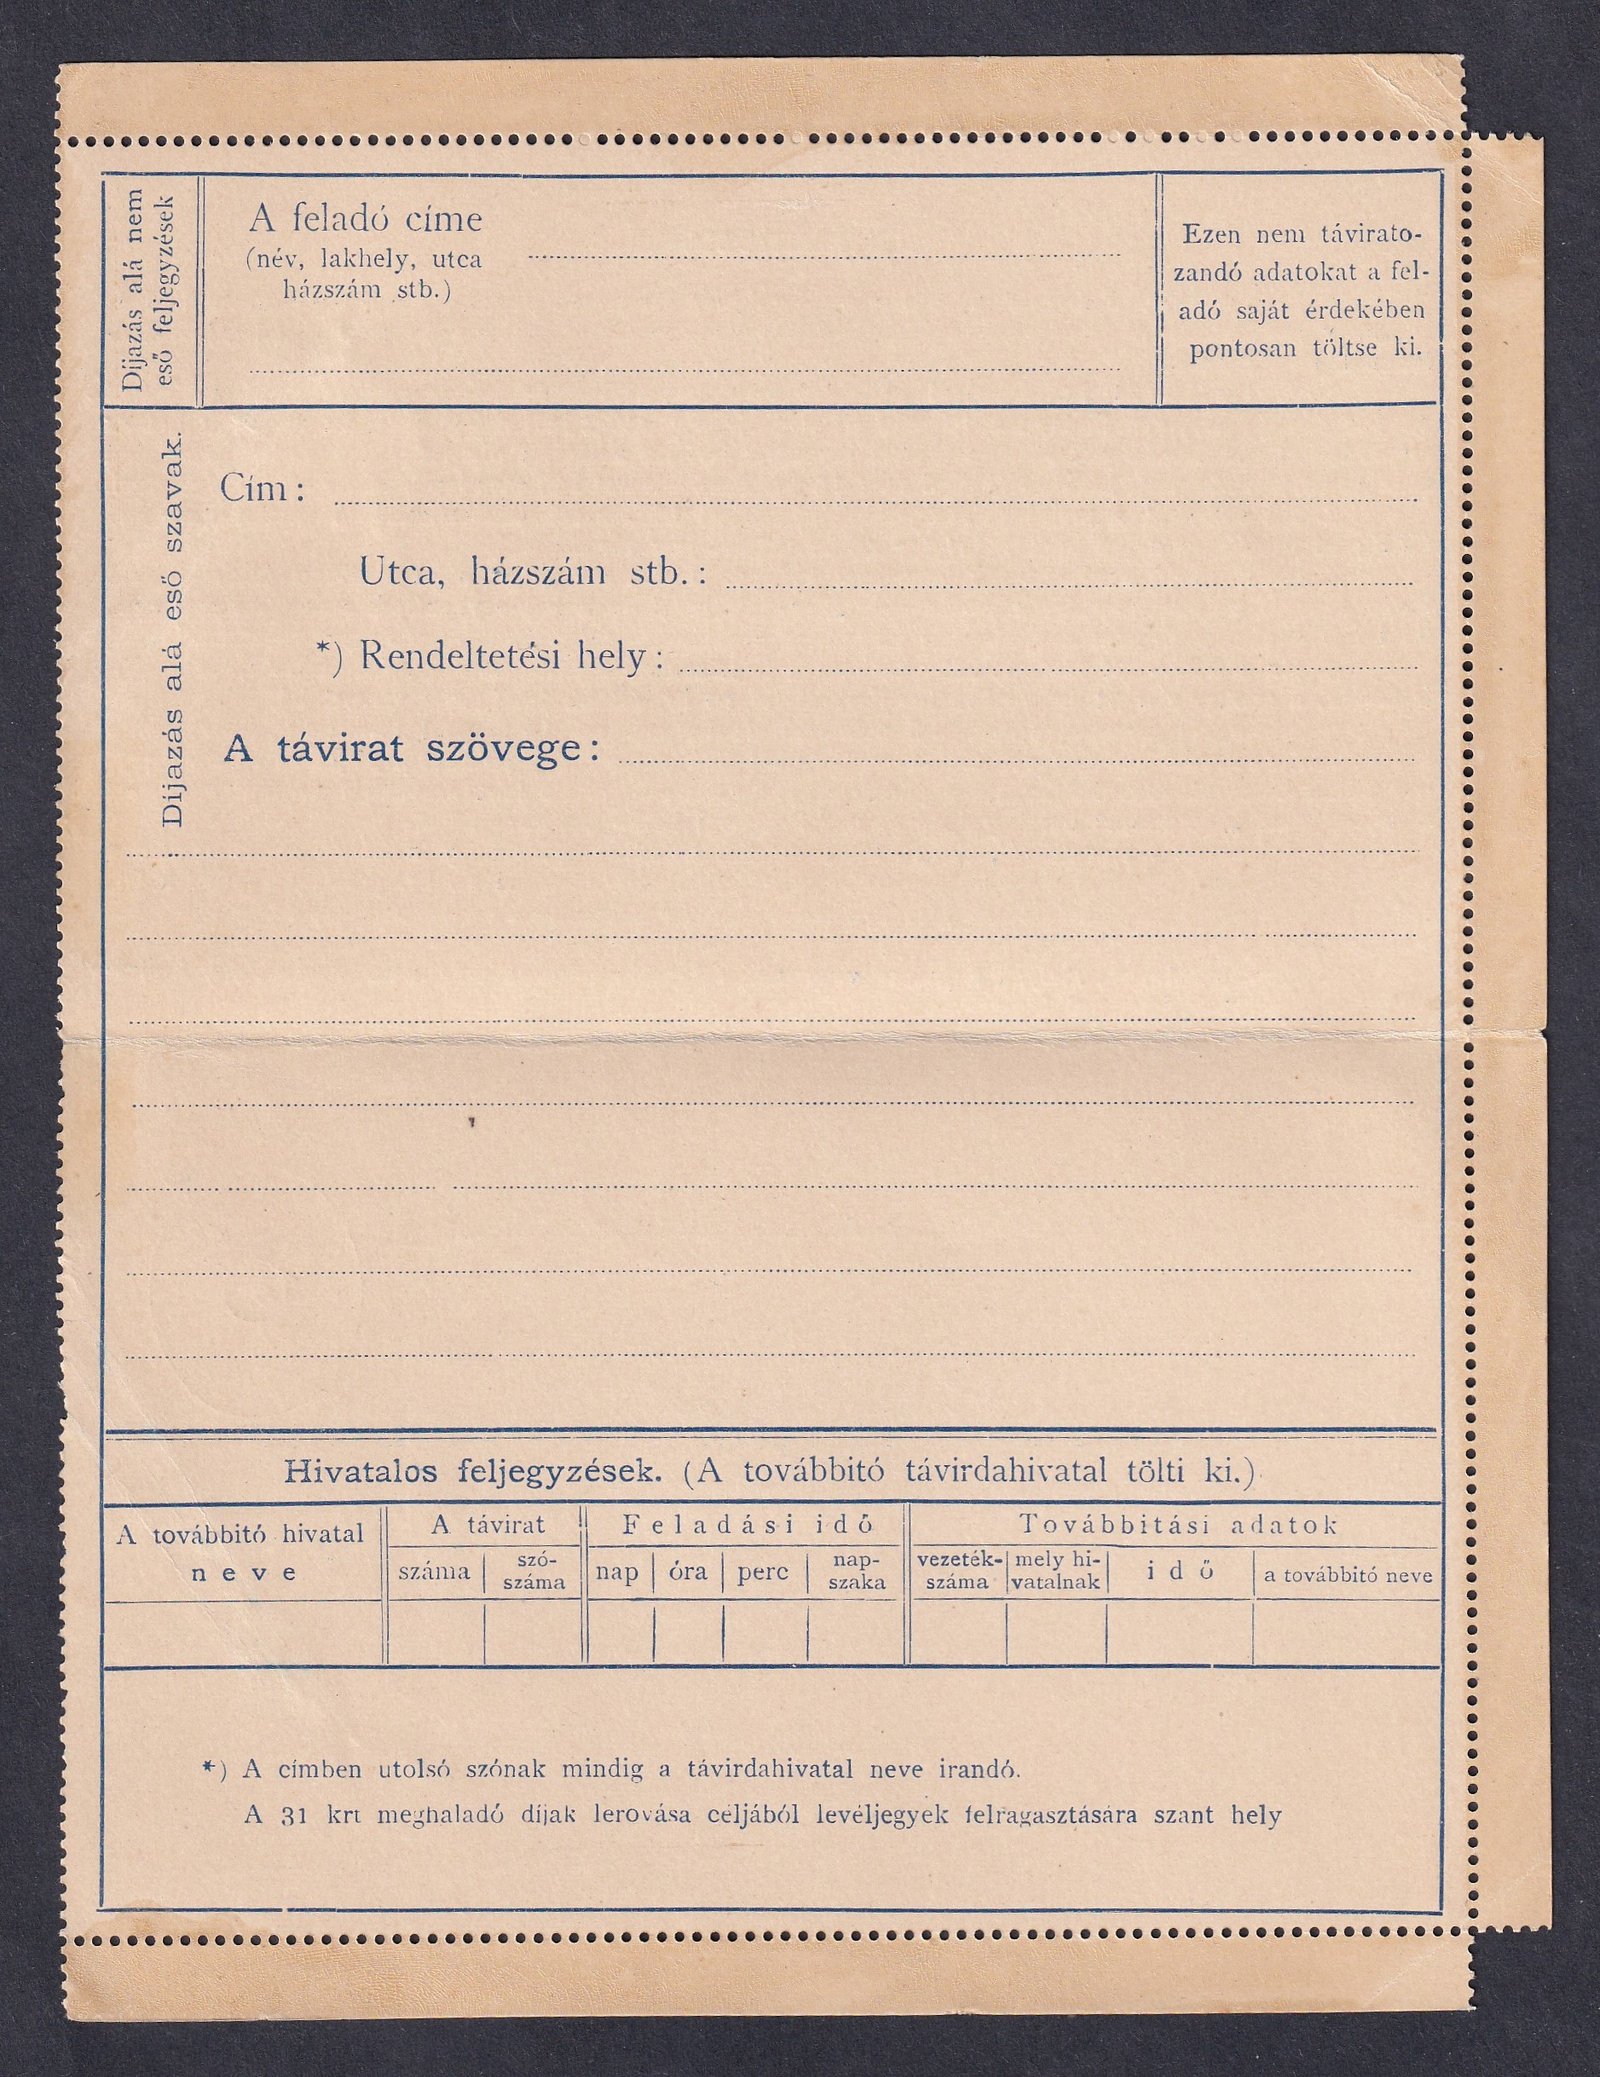 Dijazás alá nem
eső feljegyzések
A feladó címe
(név, lakhely, utca
házszám stb.)
Ezen nem távirato-
zandó adatokat a fel-
adó saját érdekében
pontosan töltse ki.
Dijazás alá eső szavak.
Cím:
Utca, házszám stb.:
*) Rendeltetési hely:
A távirat szövege:
Hivatalos feljegyzések. (A továbbitó távirdahivatal tölti ki.)
A továbbitó hivatal
neve
A távirat
száma
szó-
száma
Feladási idő
nap
óra
perc
nap-
szaka
Továbbitási adatok
vezeték-
száma
mely hi-
vatalnak
idő
a továbbitó neve
*) A címben utolsó szónak mindig a távirdahivatal neve irandó.
A 31 krt meghaladó díjak lerovása céljából levéljegyek felragasztására szant hely